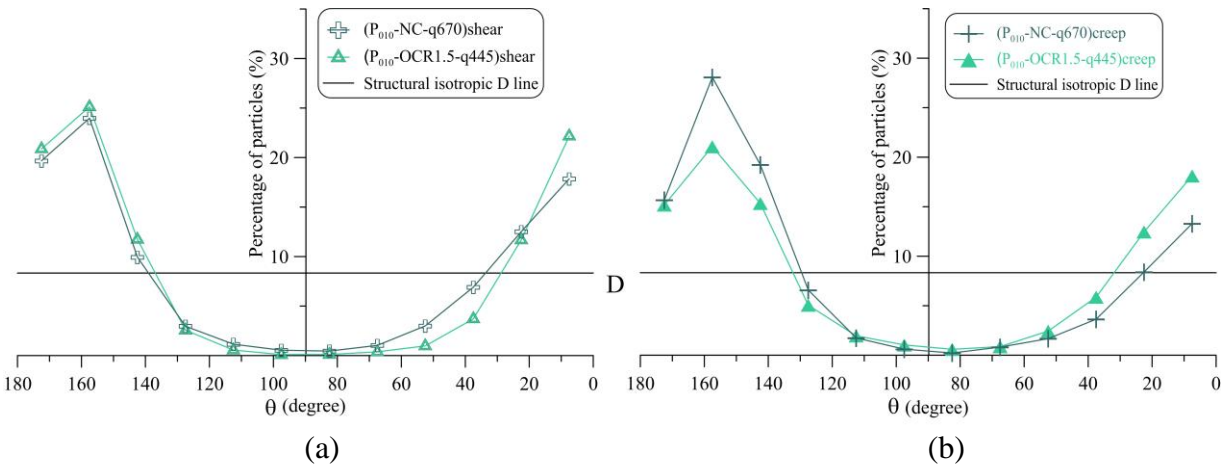 Percentage of particles (%)
30
20
10
(P₀₁₀-NC-q670)shear
(P₀₁₀-OCR1.5-q445)shear
Structural isotropic D line
D
180 160 140 120 100 80 60 40 20 0
θ (degree)
(a)
Percentage of particles (%)
30
20
10
(P₀₁₀-NC-q670)creep
(P₀₁₀-OCR1.5-q445)creep
Structural isotropic D line
180 160 140 120 100 80 60 40 20 0
θ (degree)
(b)